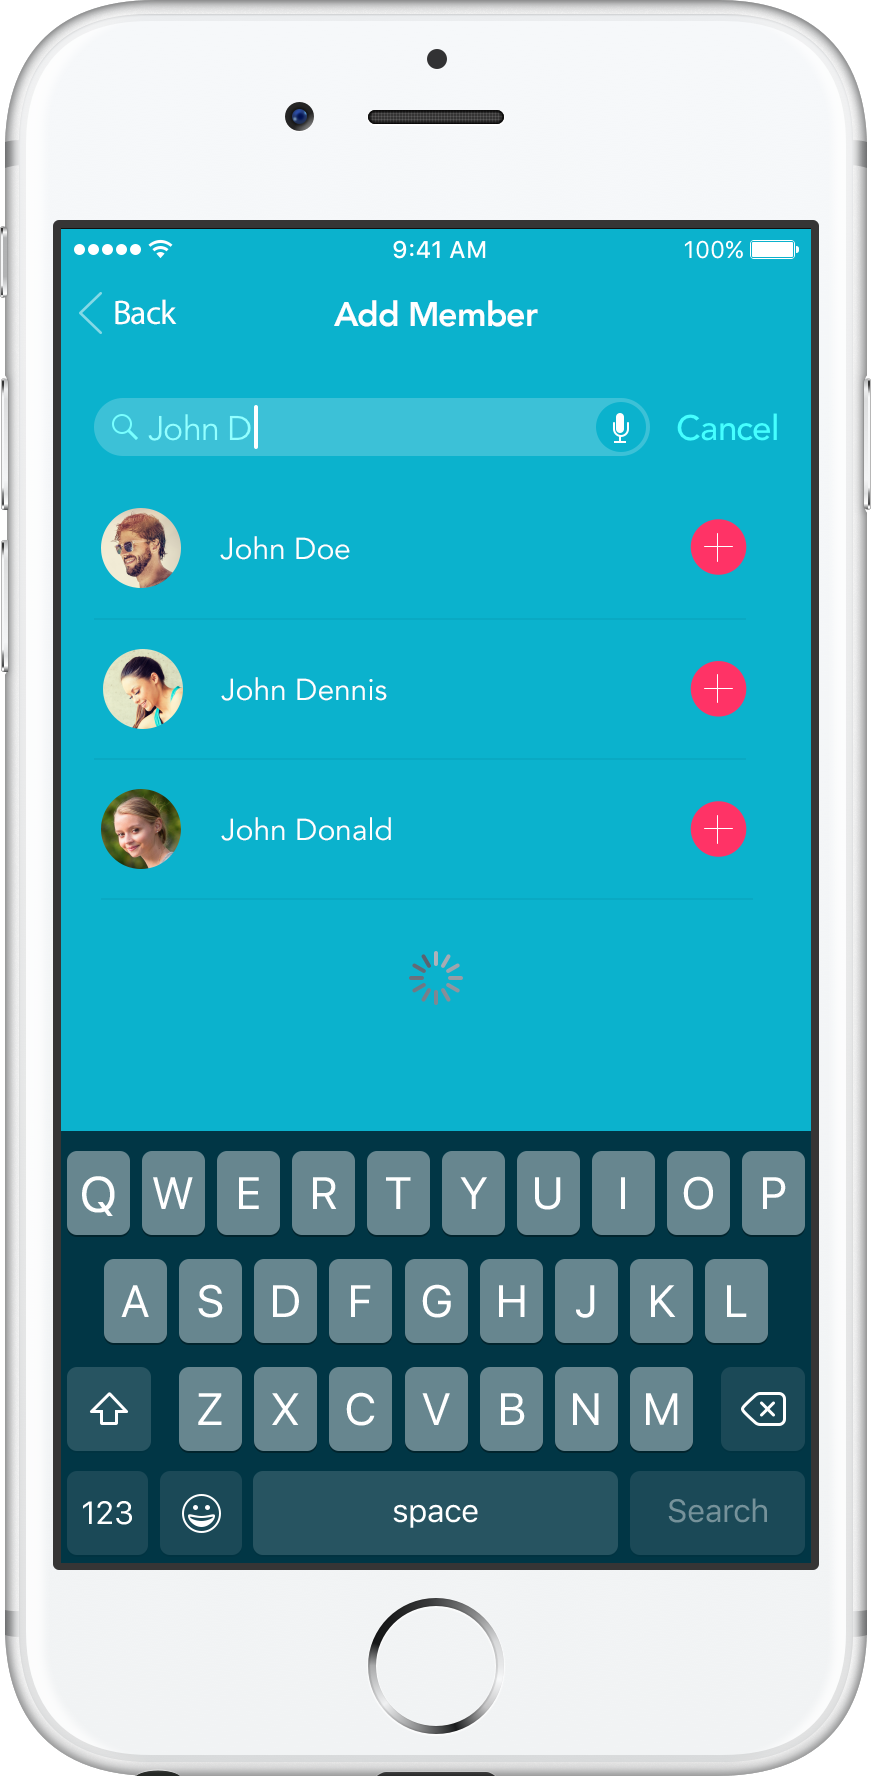 9:41 AM 100%
Back Add Member
John D Cancel
John Doe
John Dennis
John Donald
Q W E R T Y U I O P
A S D F G H J K L
Z X C V B N M
123 space Search